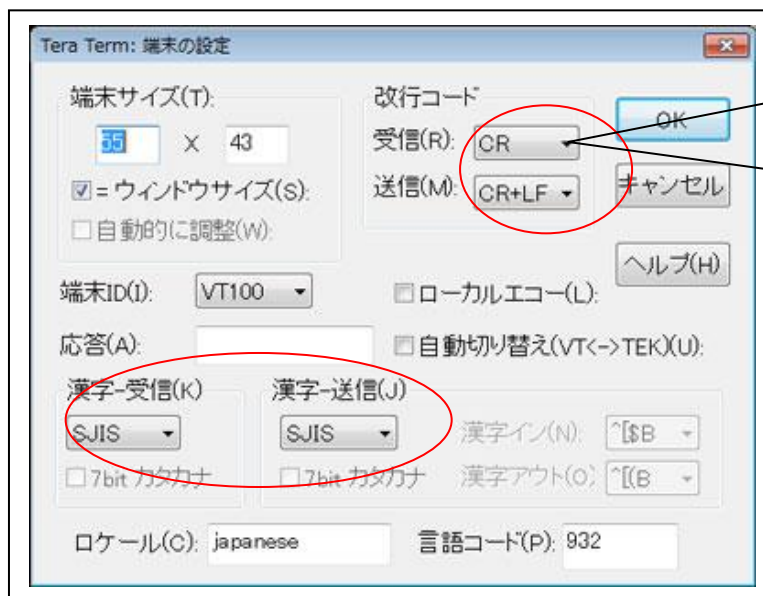 Tera Term: 端末の設定
端末サイズ(T):
55 X 43
=ウィンドウサイズ(S):
自動的に調整(W):
改行コード
受信(R): CR
送信(M): CR+LF
OK
キャンセル
ヘルプ(H)
端末ID(I): VT100
ローカルエコー(L):
応答(A):
自動切り替え(VT<->TEK)(U):
漢字-受信(K)
SJIS
7bit カタカナ
漢字-送信(J)
SJIS
7bit カタカナ
漢字イン(N): ^[$B
漢字アウト(O): ^[(B
ロケール(C): japanese
言語コード(P): 932